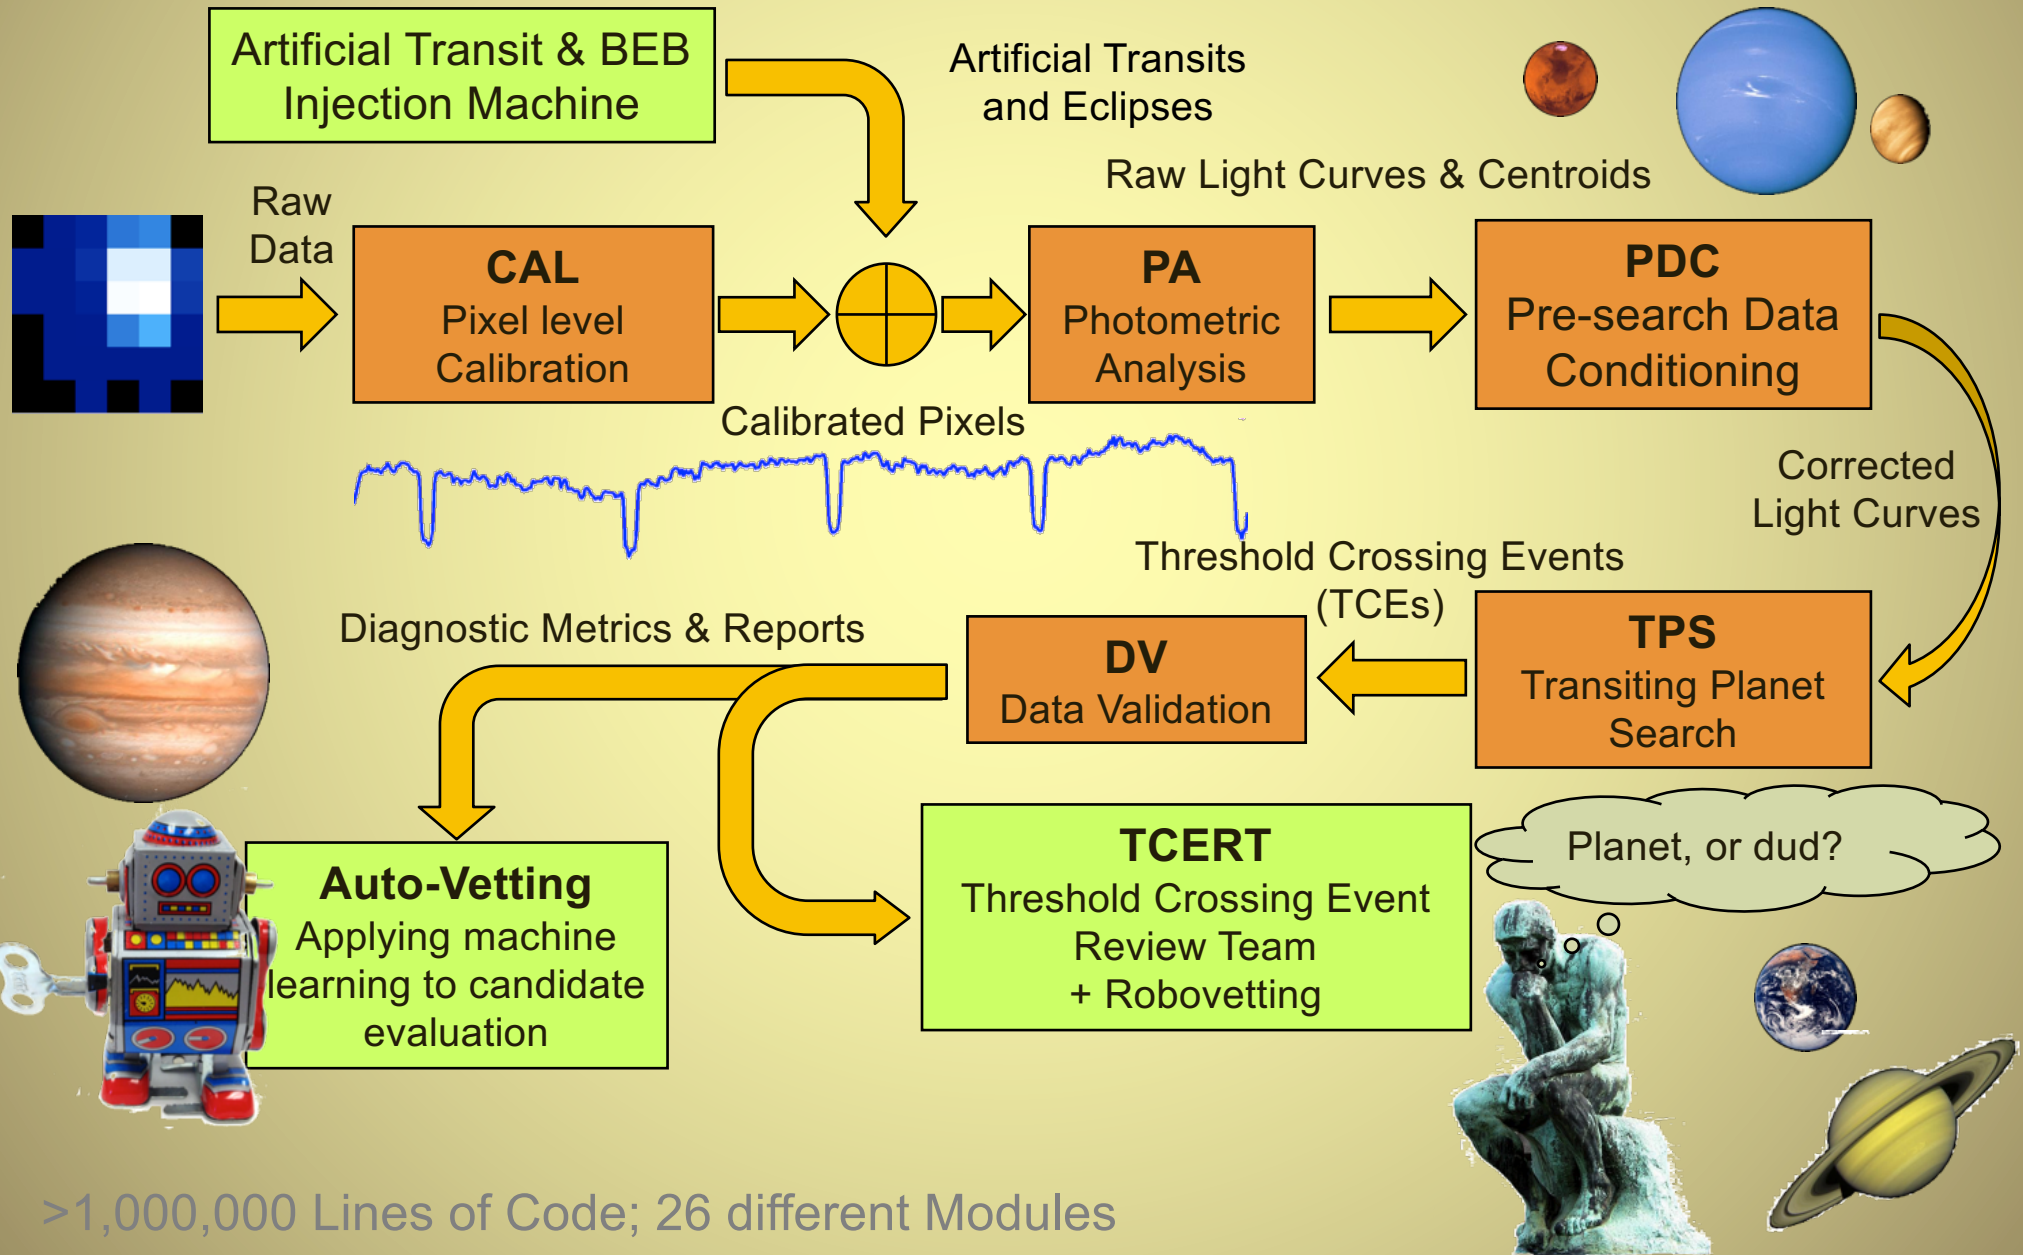 Artificial Transit & BEB
Injection Machine
Artificial Transits
and Eclipses
Raw Light Curves & Centroids
Raw
Data
CAL
Pixel level
Calibration
PA
Photometric
Analysis
PDC
Pre-search Data
Conditioning
Calibrated Pixels
Corrected
Light Curves
Threshold Crossing Events
(TCEs)
TPS
Transiting Planet
Search
DV
Data Validation
Diagnostic Metrics & Reports
Auto-Vetting
Applying machine
learning to candidate
evaluation
TCERT
Threshold Crossing Event
Review Team
+ Robovetting
Planet, or dud?
>1,000,000 Lines of Code; 26 different Modules